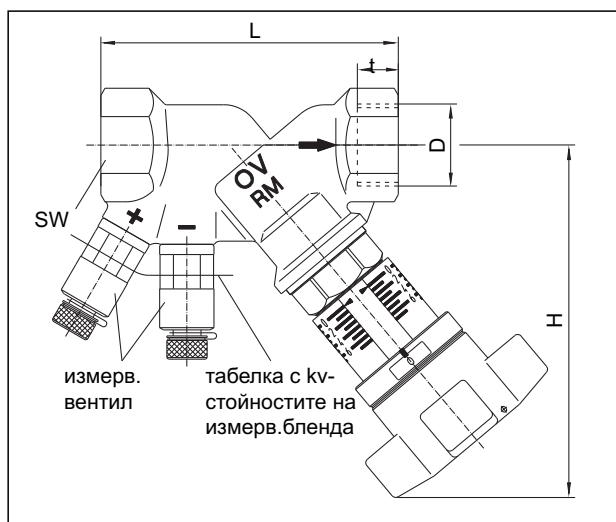 L
t
D
OV
RM
SW
+
−
H
измерв.
вентил
табелка с kv-
стойностите на
измерв.бленда